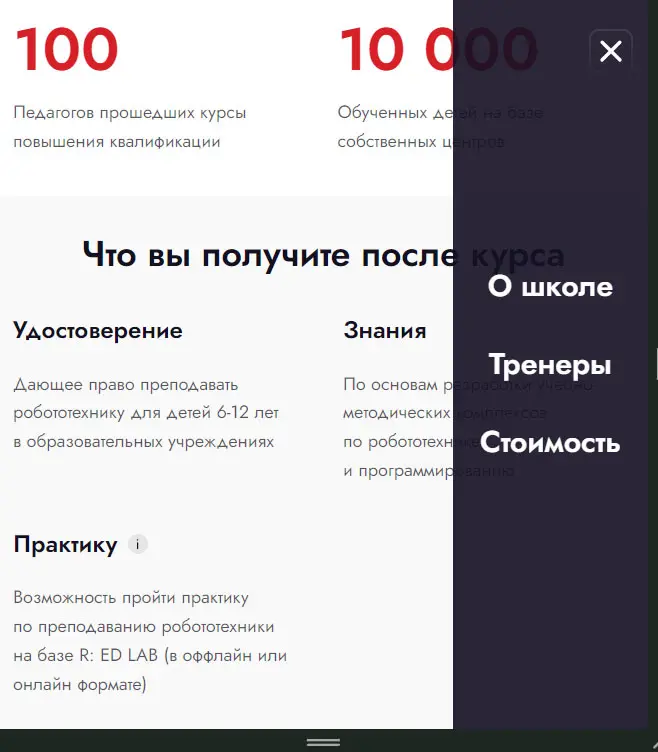 100
Педагогов прошедших курсы
повышения квалификации
10 000
Обученных детей на базе
собственных центров
Что вы получите после курса
Удостоверение
Дающее право преподавать
робототехнику для детей 6-12 лет
в образовательных учреждениях
Знания
По основам разработки учебно
методических комплексов
по робототехнике
и программированию
Практику i
Возможность пройти практику
по преподаванию робототехники
на базе R: ED LAB (в оффлайн или
онлайн формате)
О школе
Тренеры
Стоимость